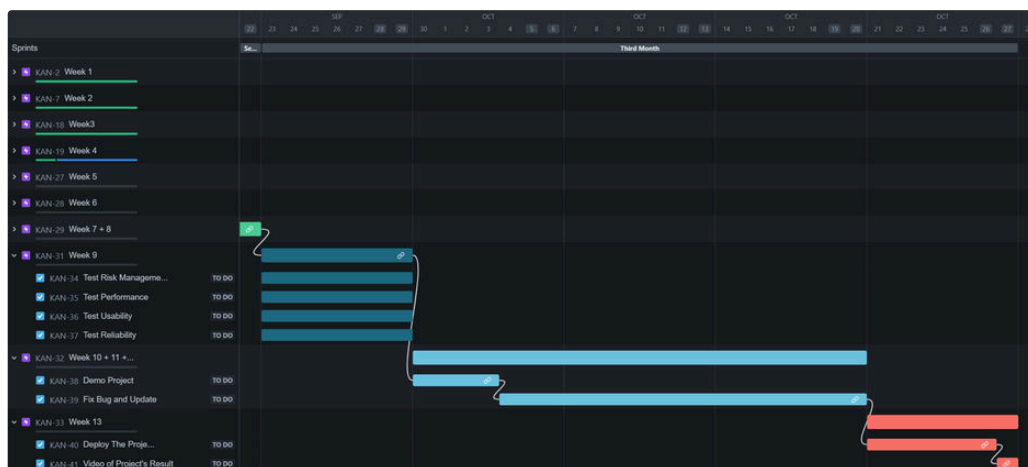 SEP OCT OCT OCT OCT
22 23 24 25 26 27 28 29 30 1 2 3 4 5 6 7 8 9 10 11 12 13 14 15 16 17 18 19 20 21 22 23 24 25 26 27
Sprints Se... Third Month
KAN-2 Week 1
KAN-7 Week 2
KAN-18 Week3
KAN-19 Week 4
KAN-27 Week 5
KAN-28 Week 6
KAN-29 Week 7 + 8
KAN-31 Week 9
KAN-34 Test Risk Manageme... TO DO
KAN-35 Test Performance TO DO
KAN-36 Test Usability TO DO
KAN-37 Test Reliability TO DO
KAN-32 Week 10 + 11 +...
KAN-38 Demo Project TO DO
KAN-39 Fix Bug and Update TO DO
KAN-33 Week 13
KAN-40 Deploy The Proje... TO DO
KAN-41 Video of Project's Result TO DO